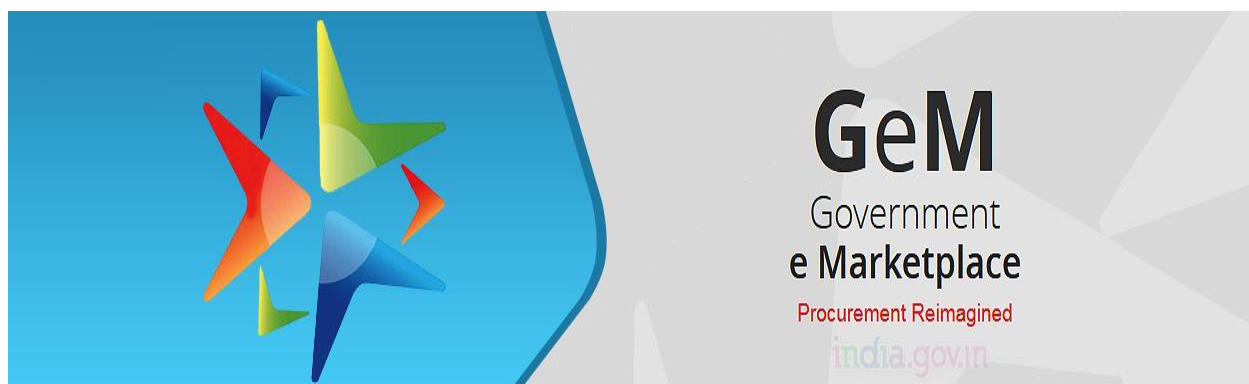 GeM
Government
e Marketplace
Procurement Reimagined
india.gov.in